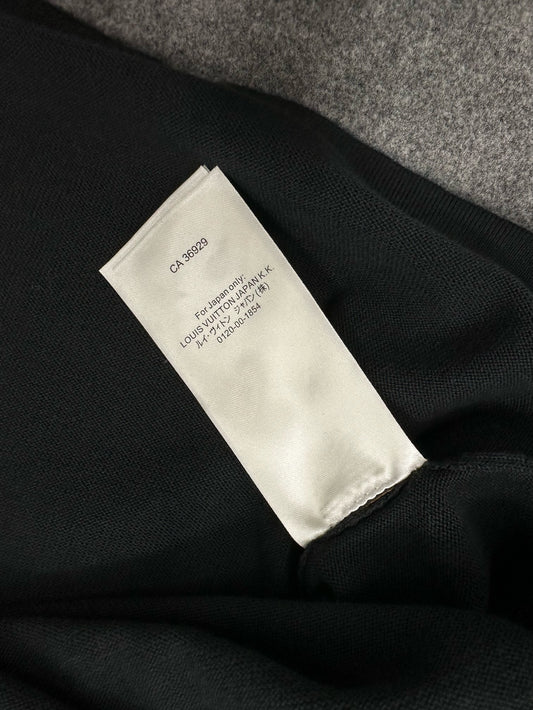 CA 36929
For Japan only:
LOUIS VUITTON JAPAN K.K.
ルイ・ヴィトン ジャパン(株)
0120-00-1854